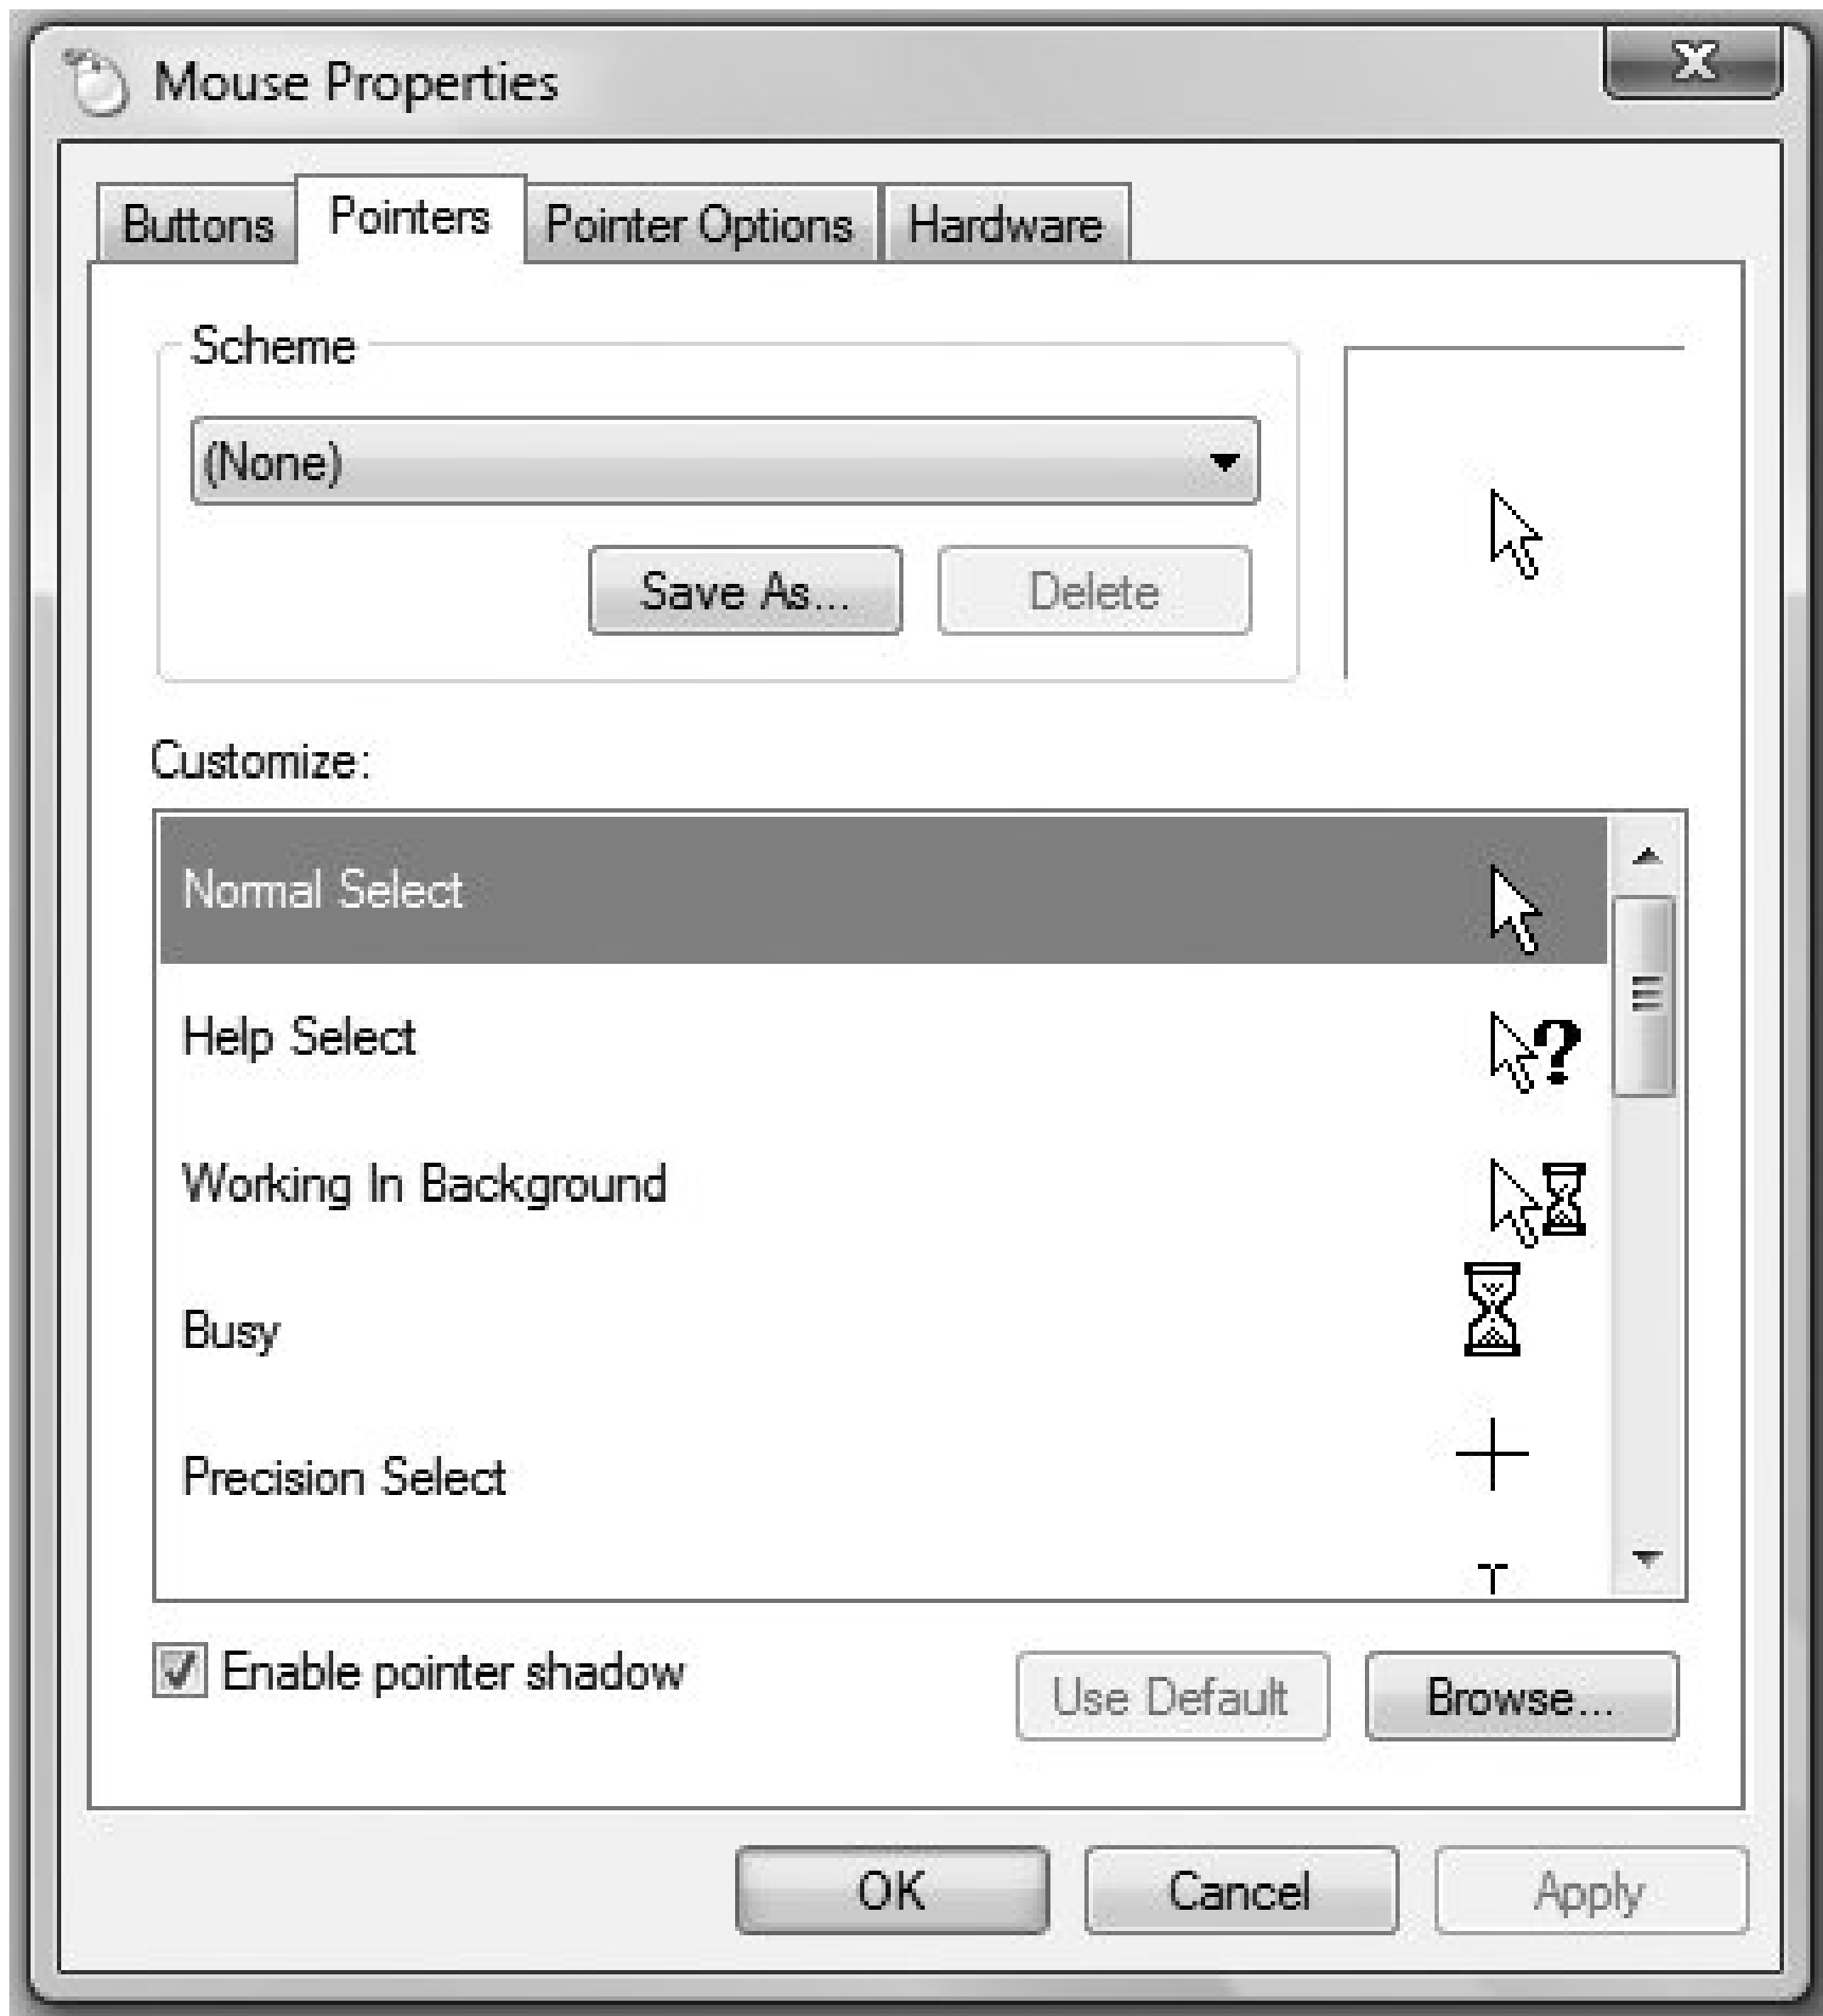 Mouse Properties
Buttons Pointers Pointer Options Hardware
Scheme
(None)
Save As... Delete
Customize:
Normal Select
Help Select
Working In Background
Busy
Precision Select
Enable pointer shadow
Use Default Browse...
OK Cancel Apply